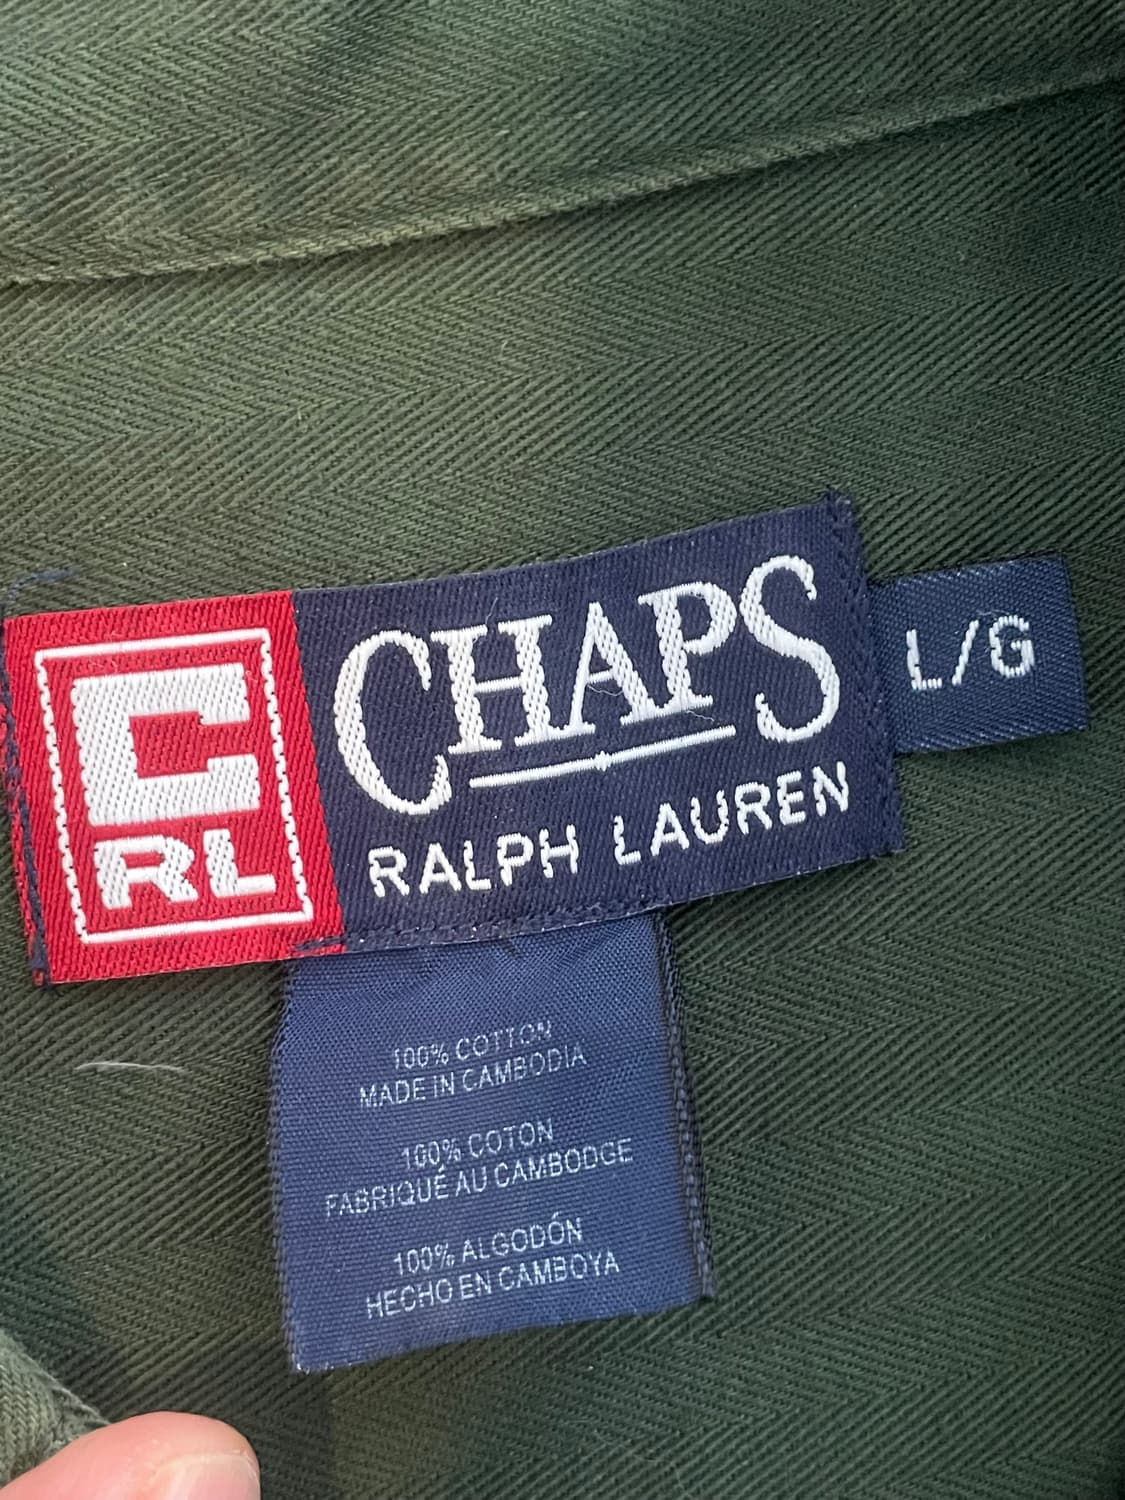 C
RL
CHAPS
RALPH LAUREN
L/G
100% COTTON
MADE IN CAMBODIA
100% COTON
FABRIQUÉ AU CAMBODGE
100% ALGODÓN
HECHO EN CAMBOYA